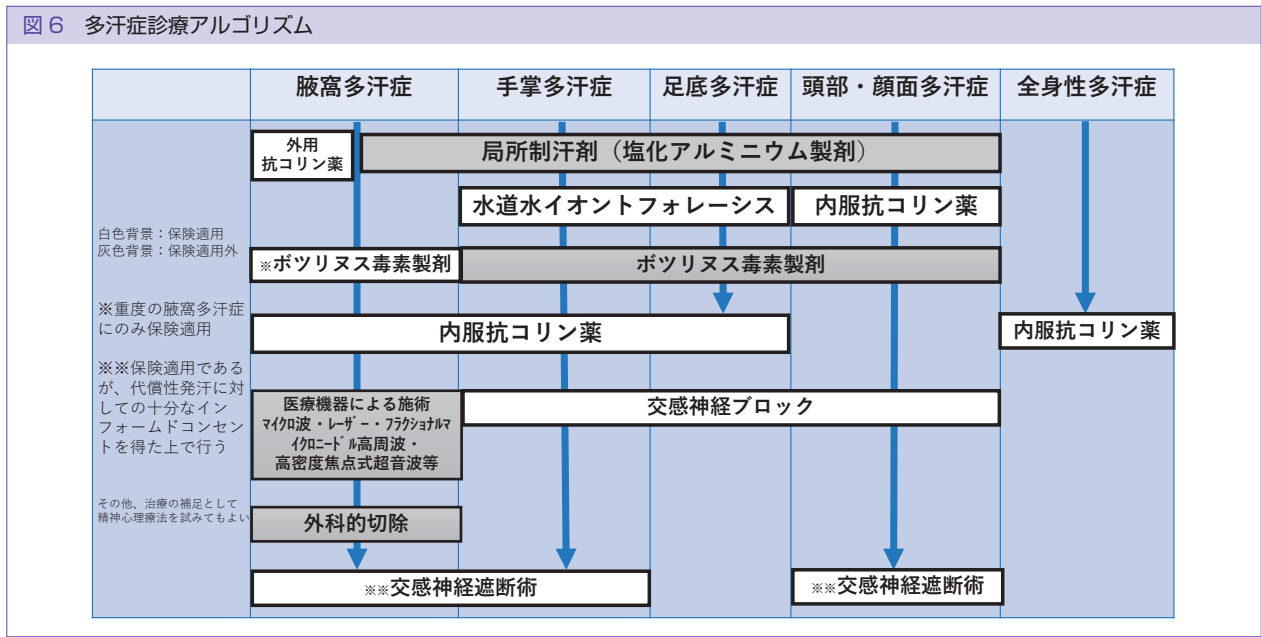 図6 多汗症診療アルゴリズム
腋窩多汗症 手掌多汗症 足底多汗症 頭部・顔面多汗症 全身性多汗症
外用
抗コリン薬
局所制汗剤（塩化アルミニウム製剤）
水道水イオントフォレーシス 内服抗コリン薬
白色背景：保険適用
灰色背景：保険適用外
※ボツリヌス毒素製剤 ボツリヌス毒素製剤
※重度の腋窩多汗症
にのみ保険適用
内服抗コリン薬 内服抗コリン薬
※※保険適用である
が、代償性発汗に対
しての十分なイン
フォームドコンセン
トを得た上で行う
医療機器による施術
マイクロ波・レーザー・フラクショナルマ
イクロニードル高周波・
高密度焦点式超音波等
交感神経ブロック
その他、治療の補足として
精神心理療法を試みてもよい
外科的切除
※※交感神経遮断術 ※※交感神経遮断術